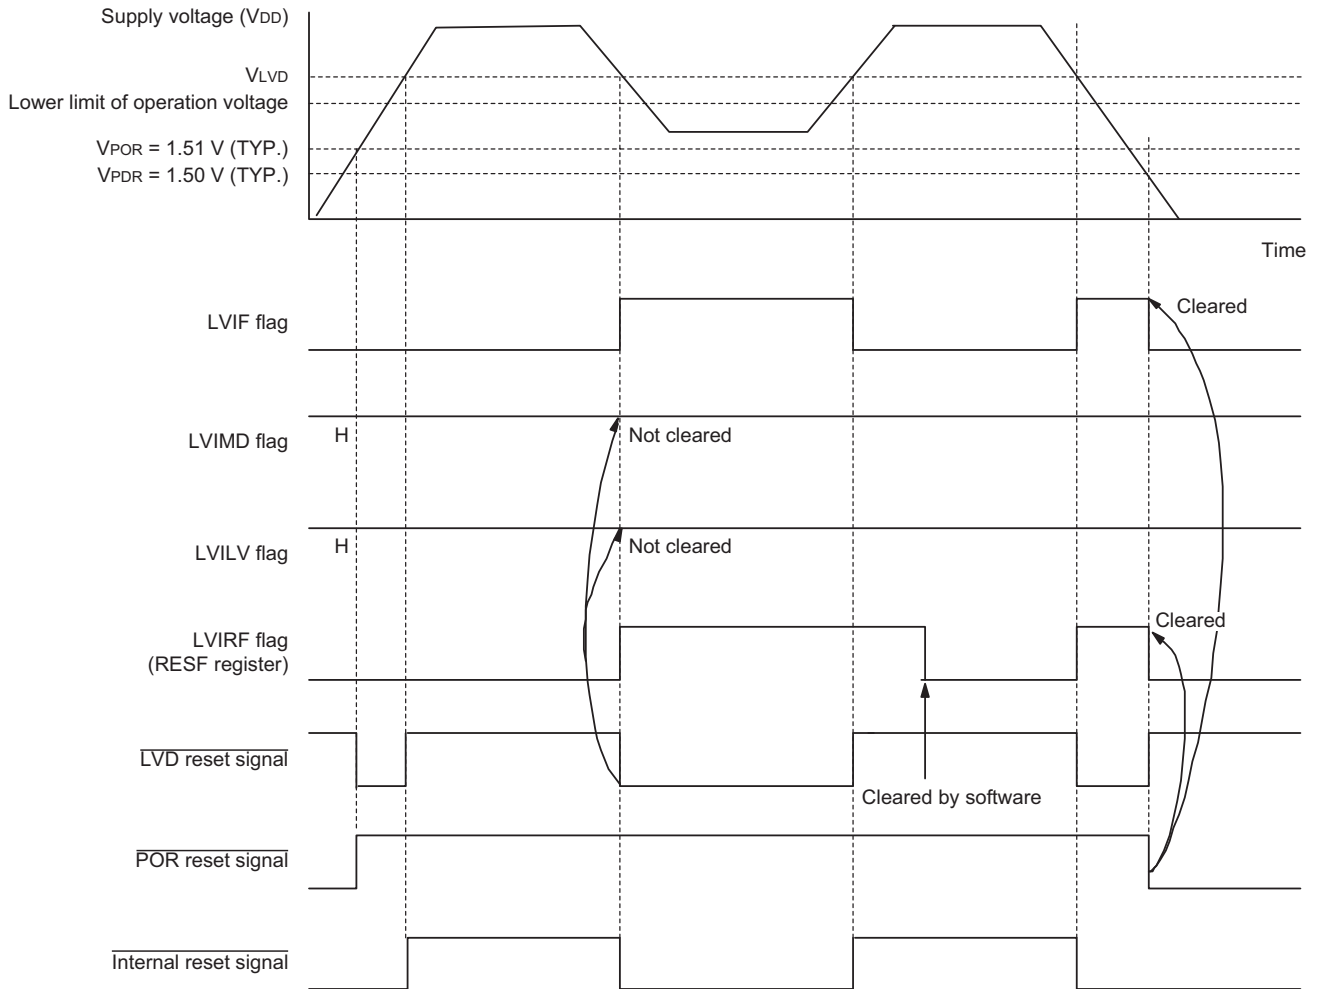 Supply voltage (VDD)
VLVD
Lower limit of operation voltage
VPOR = 1.51 V (TYP.)
VPDR = 1.50 V (TYP.)
Time
LVIF flag
Cleared
LVIMD flag
H
Not cleared
LVILV flag
H
Not cleared
LVIRF flag
(RESF register)
Cleared
LVD reset signal
Cleared by software
POR reset signal
Internal reset signal